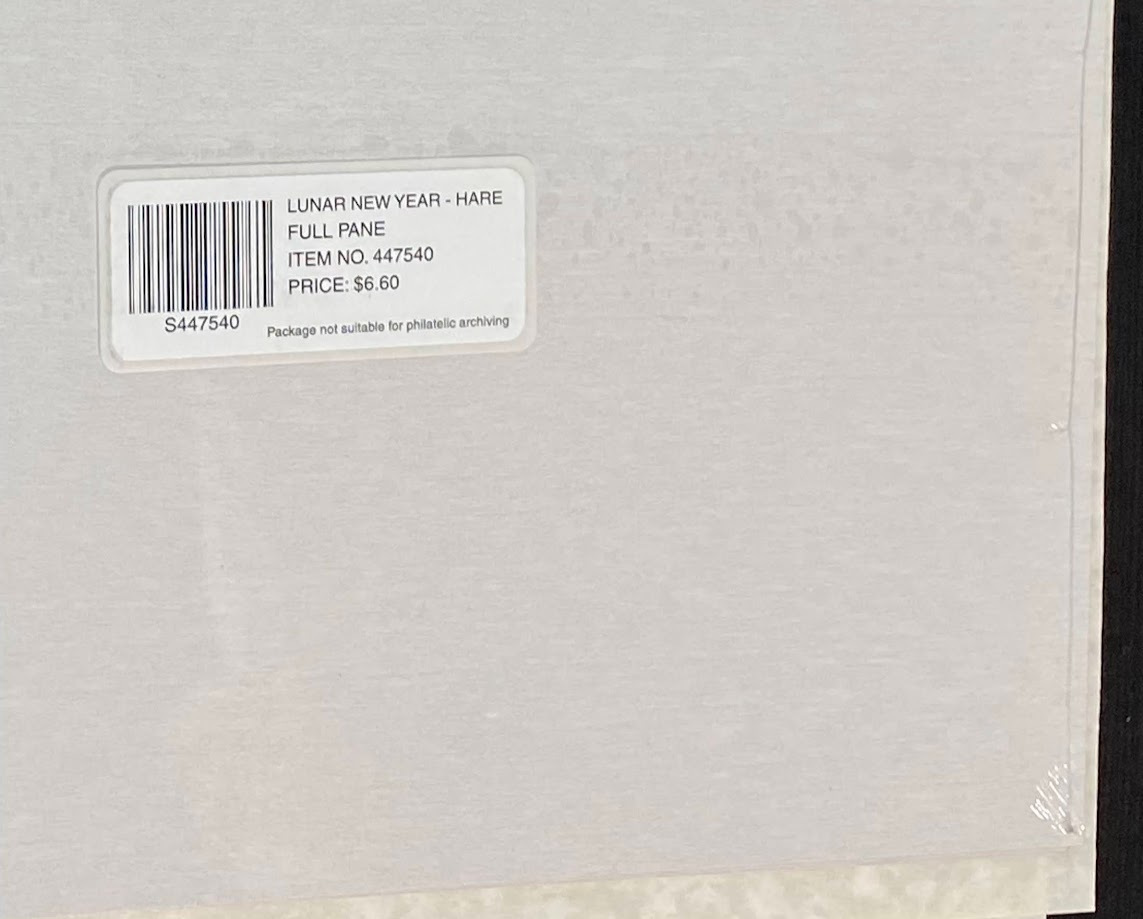 LUNAR NEW YEAR - HARE
FULL PANE
ITEM NO. 447540
PRICE: $6.60
S447540
Package not suitable for philatelic archiving